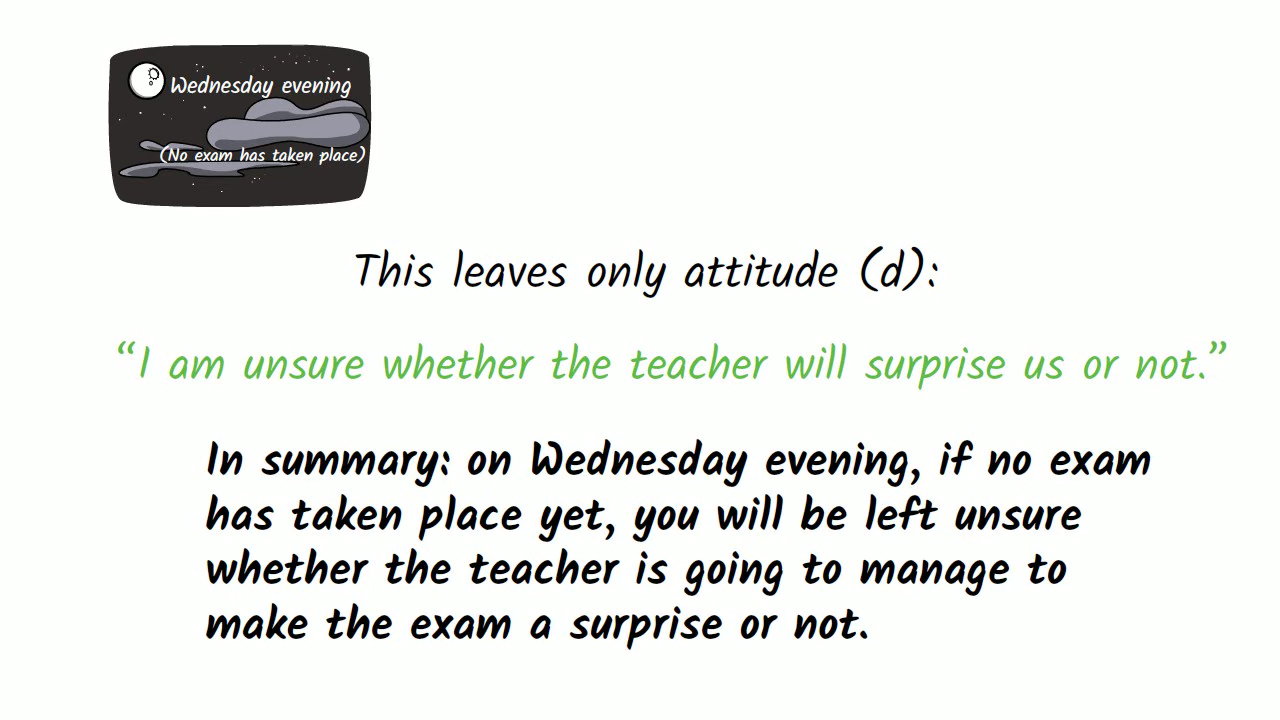 Wednesday evening
(No exam has taken place)
This leaves only attitude (d):
“I am unsure whether the teacher will surprise us or not.”
In summary: on Wednesday evening, if no exam
has taken place yet, you will be left unsure
whether the teacher is going to manage to
make the exam a surprise or not.